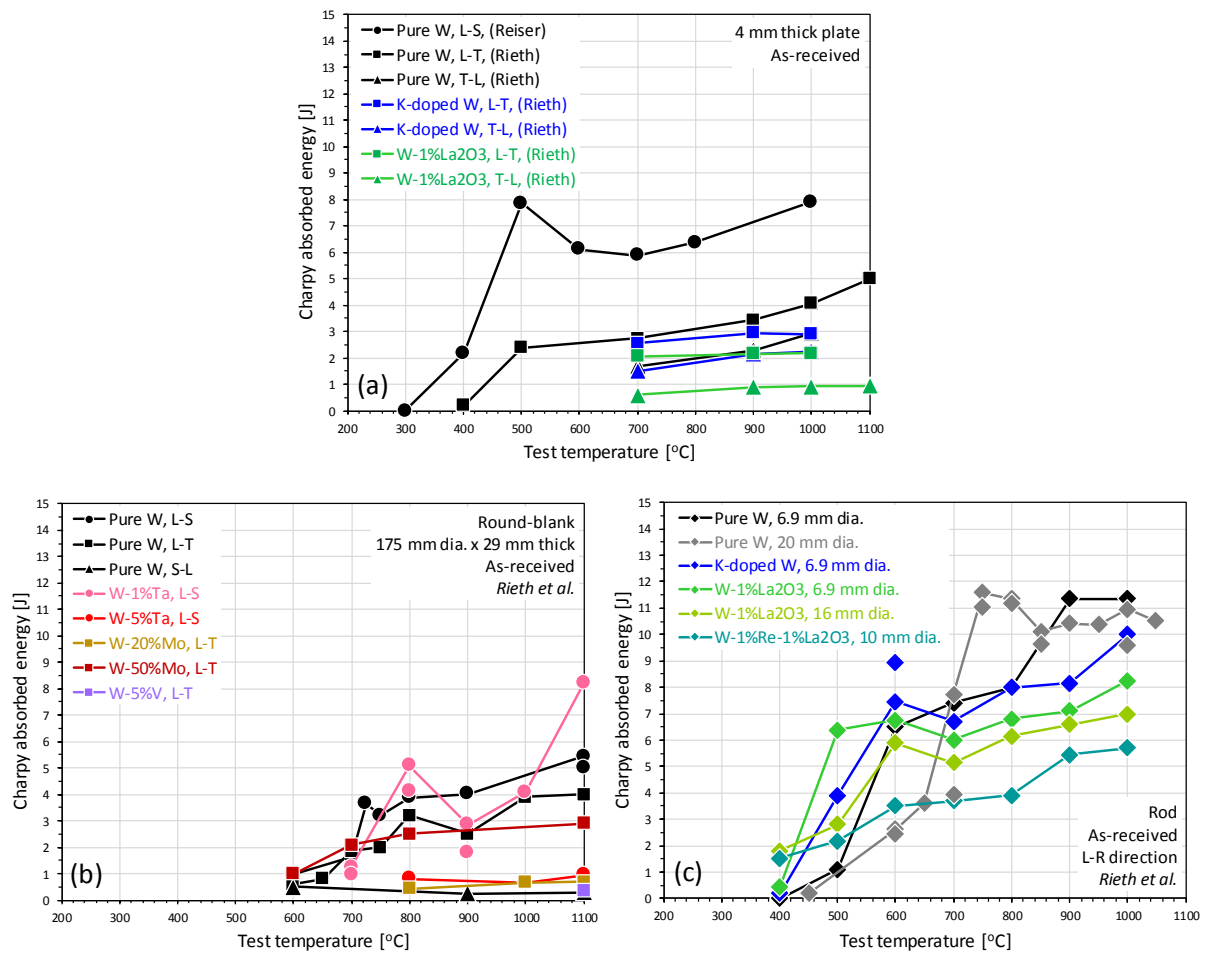 Pure W, L-S, (Reiser)
Pure W, L-T, (Rieth)
Pure W, T-L, (Rieth)
K-doped W, L-T, (Rieth)
K-doped W, T-L, (Rieth)
W-1%La2O3, L-T, (Rieth)
W-1%La2O3, T-L, (Rieth)
4 mm thick plate
As-received
15
14
13
12
11
10
9
8
7
6
5
4
3
2
1
0
Charpy absorbed energy [J]
(a)
200 300 400 500 600 700 800 900 1000 1100
Test temperature [oC]
Pure W, L-S
Pure W, L-T
Pure W, S-L
W-1%Ta, L-S
W-5%Ta, L-S
W-20%Mo, L-T
W-50%Mo, L-T
W-5%V, L-T
Round-blank
175 mm dia. x 29 mm thick
As-received
Rieth et al.
15
14
13
12
11
10
9
8
7
6
5
4
3
2
1
0
Charpy absorbed energy [J]
(b)
200 300 400 500 600 700 800 900 1000 1100
Test temperature [oC]
Pure W, 6.9 mm dia.
Pure W, 20 mm dia.
K-doped W, 6.9 mm dia.
W-1%La2O3, 6.9 mm dia.
W-1%La2O3, 16 mm dia.
W-1%Re-1%La2O3, 10 mm dia.
15
14
13
12
11
10
9
8
7
6
5
4
3
2
1
0
Charpy absorbed energy [J]
(c)
Rod
As-received
L-R direction
Rieth et al.
200 300 400 500 600 700 800 900 1000 1100
Test temperature [oC]